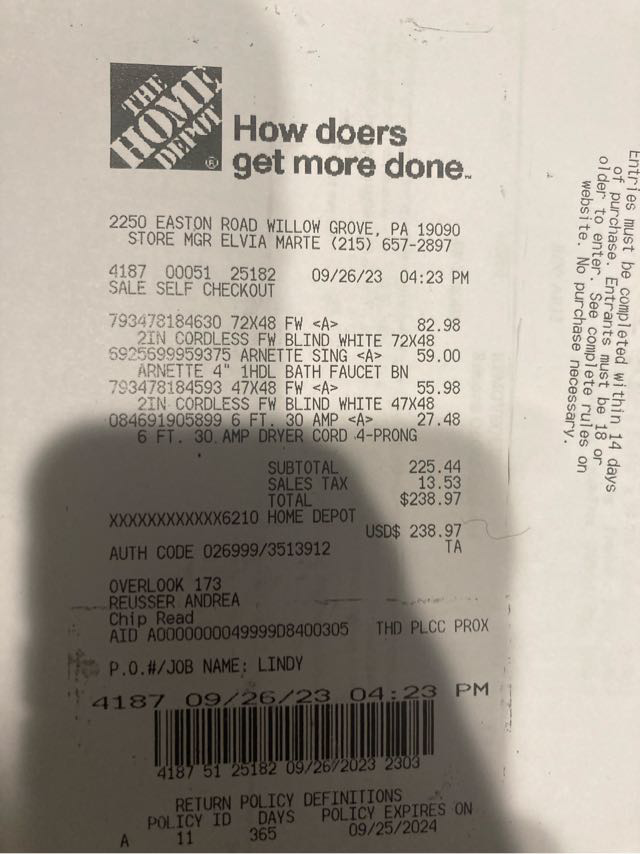 THE
HOME
DEPOT
®
How doers
get more done™
2250 EASTON ROAD WILLOW GROVE, PA 19090
STORE MGR ELVIA MARTE (215) 657-2897
4187 00051 25182 09/26/23 04:23 PM
SALE SELF CHECKOUT
793478184630 72X48 FW <A> 82.98
2IN CORDLESS FW BLIND WHITE 72X48
6925699959375 ARNETTE SING <A> 59.00
ARNETTE 4" 1HDL BATH FAUCET BN
793478184593 47X48 FW <A> 55.98
2IN CORDLESS FW BLIND WHITE 47X48
084691905899 6 FT. 30 AMP <A> 27.48
6 FT. 30 AMP DRYER CORD 4-PRONG
SUBTOTAL 225.44
SALES TAX 13.53
TOTAL $238.97
XXXXXXXXXXXX6210 HOME DEPOT
USD$ 238.97
AUTH CODE 026999/3513912 TA
OVERLOOK 173
REUSSER ANDREA
Chip Read
AID A0000000049999D8400305 THD PLCC PROX
P.O.#/JOB NAME: LINDY
4187 09/26/23 04:23 PM
4187 51 25182 09/26/2023 2303
RETURN POLICY DEFINITIONS
POLICY ID DAYS POLICY EXPIRES ON
A 11 365 09/25/2024
Entries must be completed within 14 days
of purchase. Entrants must be 18 or
older to enter. See complete rules on
website. No purchase necessary.